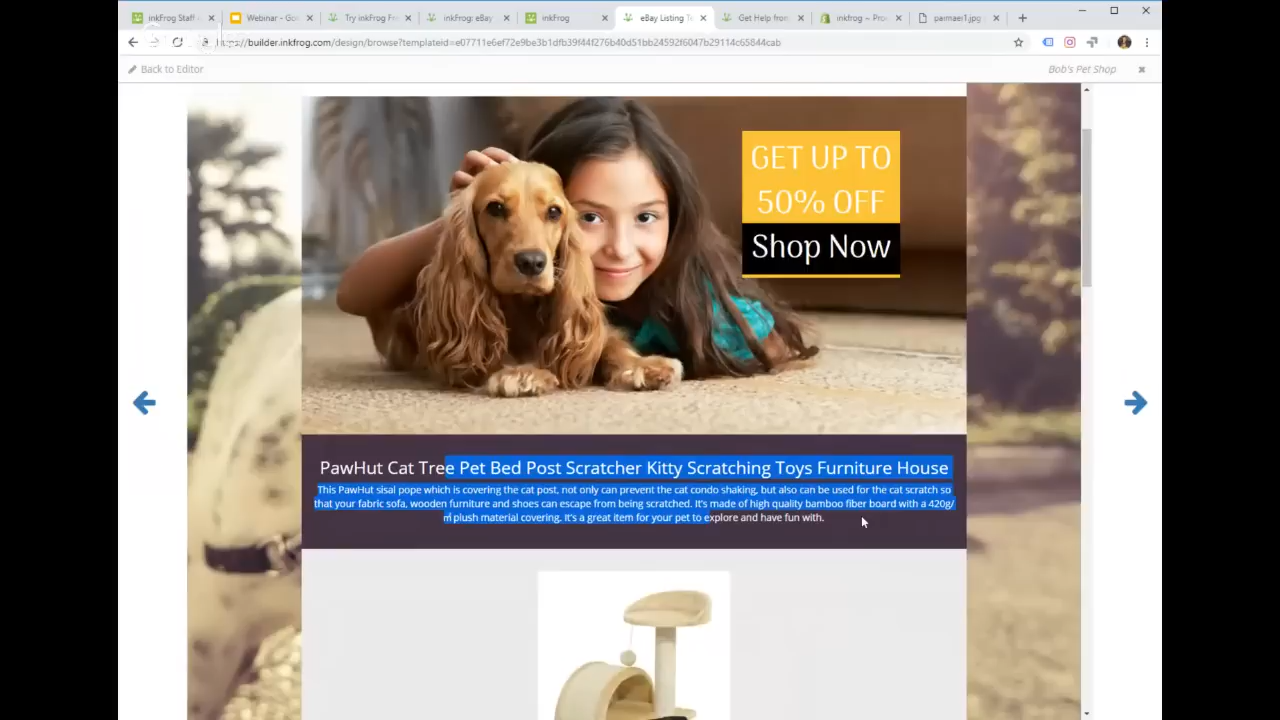 inkFrog Staff
Webinar - Go
Try inkFrog Fr
inkFrog: eBay
inkFrog
eBay Listing Te
Get Help from
inkfrog – Pro
paimaer1.jpg
https://builder.inkfrog.com/design/browse?templateid=e07711e6ef72e9be3b1dfb39f44f276b40d51bb24592f6047b29114c65844cab
Back to Editor
Bob's Pet Shop
GET UP TO
50% OFF
Shop Now
PawHut Cat Tree Pet Bed Post Scratcher Kitty Scratching Toys Furniture House
This PawHut sisal pope which is covering the cat post, not only can prevent the cat condo shaking, but also can be used for the cat scratch so
that your fabric sofa, wooden furniture and shoes can escape from being scratched. It's made of high quality bamboo fiber board with a 420g/
㎡ plush material covering. It's a great item for your pet to explore and have fun with.